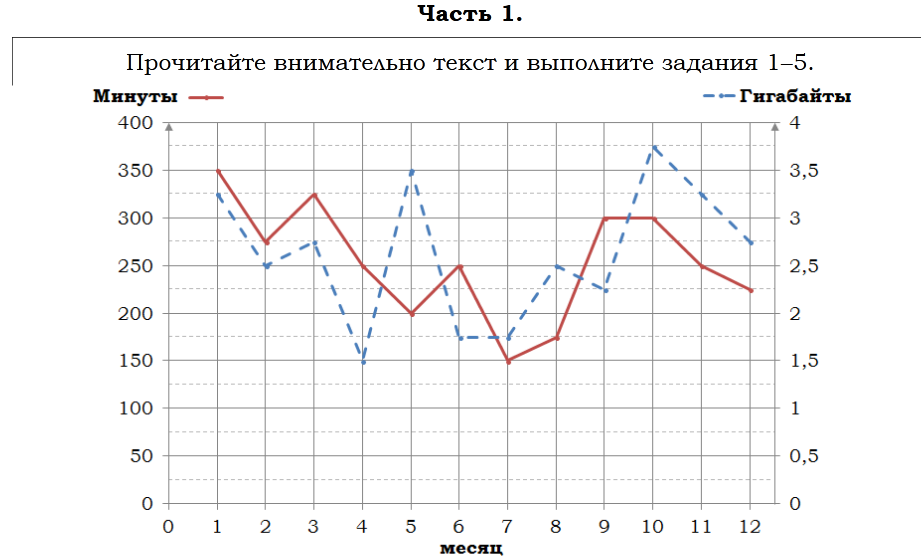 Часть 1.
Прочитайте внимательно текст и выполните задания 1–5.
Минуты Гигабайты
400 4
350 3,5
300 3
250 2,5
200 2
150 1,5
100 1
50 0,5
0 0
0 1 2 3 4 5 6 7 8 9 10 11 12
месяц